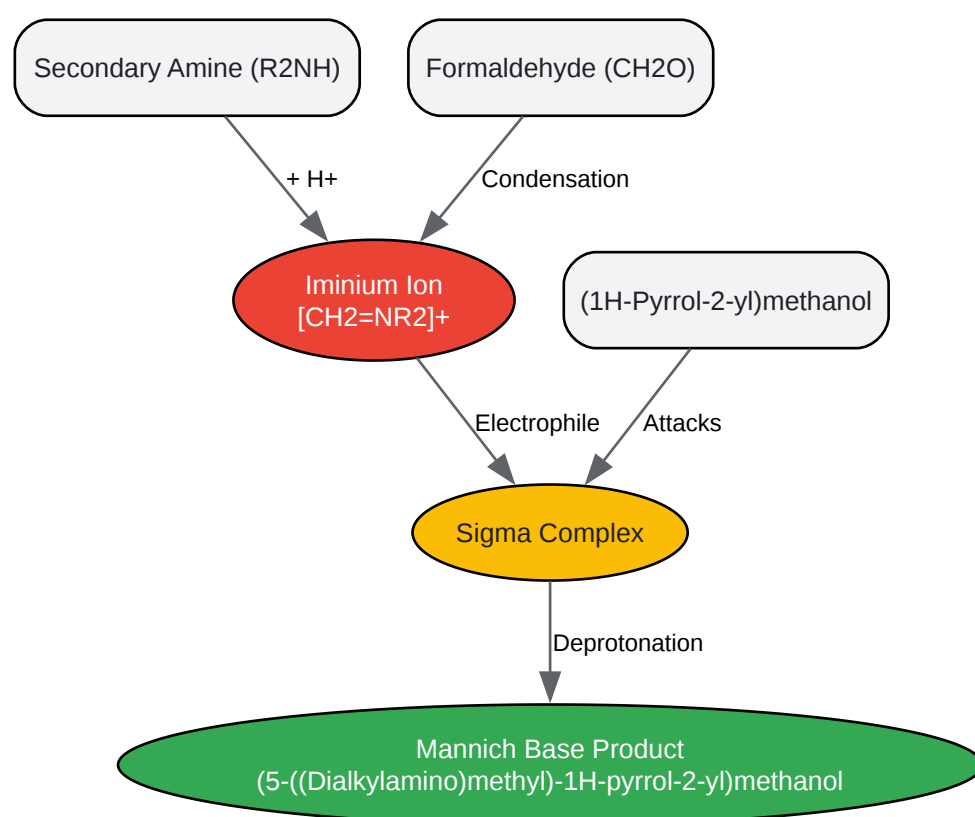 Secondary Amine (R2NH)
Formaldehyde (CH2O)
+ H+
Condensation
Iminium Ion
[CH2=NR2]+
(1H-Pyrrol-2-yl)methanol
Electrophile
Attacks
Sigma Complex
Deprotonation
Mannich Base Product
(5-((Dialkylamino)methyl)-1H-pyrrol-2-yl)methanol